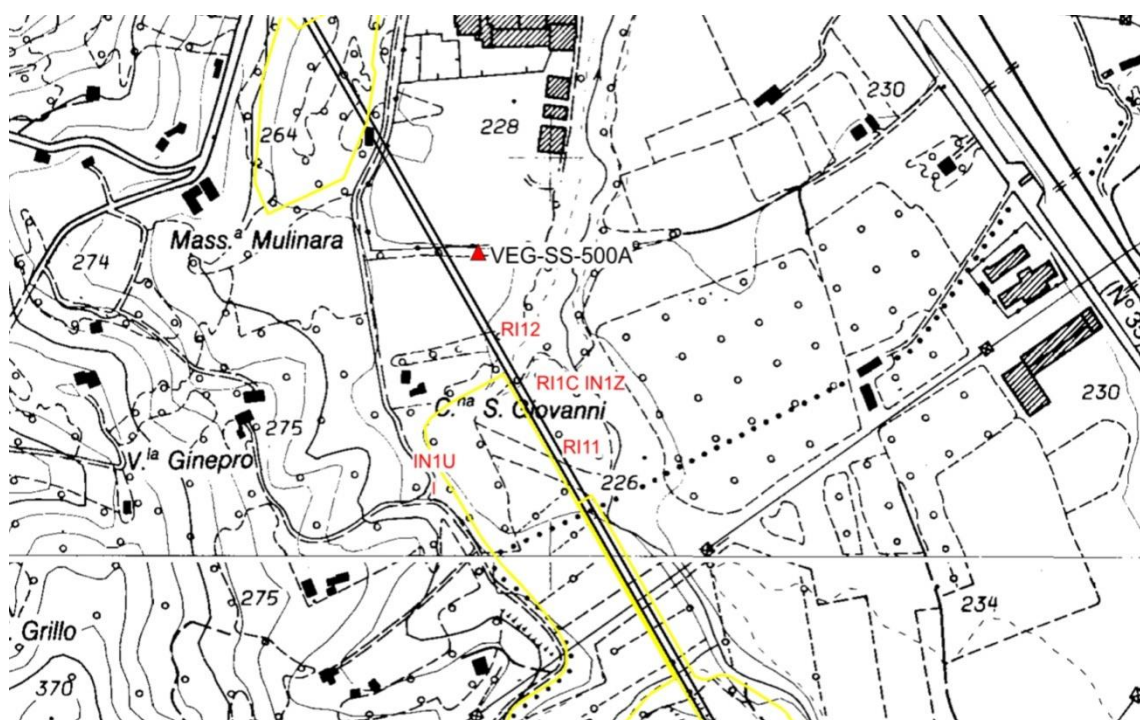 230
228
264
Mass.ª Mulinara
VEG-SS-500A
274
RI12
RI1C IN1Z
C.na S. Giovanni
230
275
RI11
V.la Ginepro
IN1U
226
275
234
Grillo
370